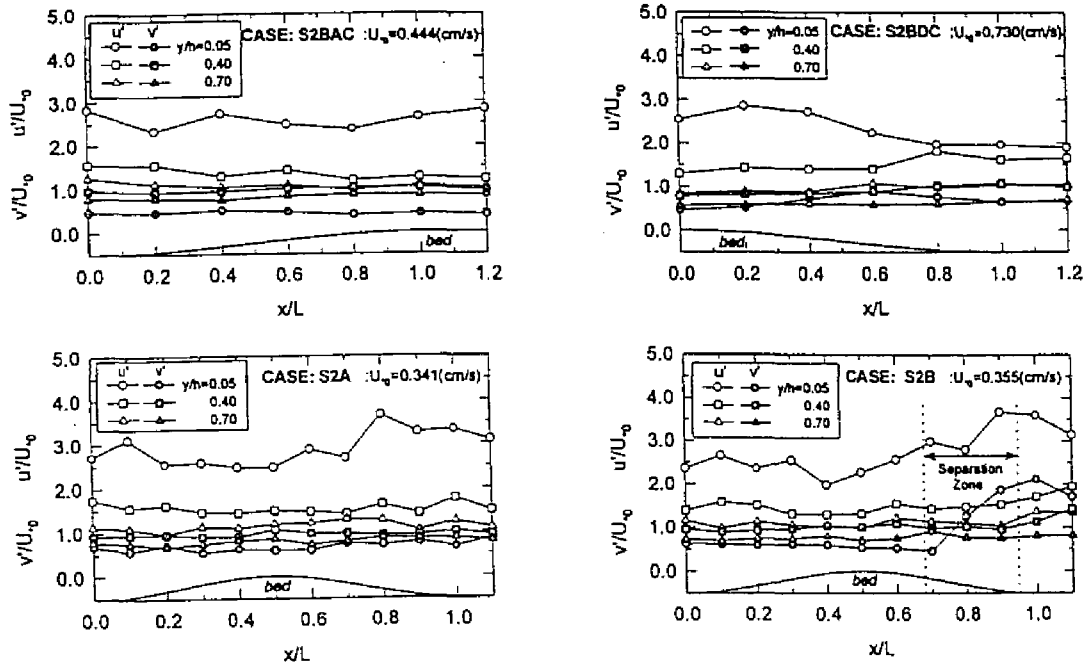 5.0
4.0
3.0
2.0
1.0
0.0
u'/U*0
v'/U*0
u' v'
y/h=0.05
0.40
0.70
CASE: S2BAC :U*0=0.444(cm/s)
bed
0.0 0.2 0.4 0.6 0.8 1.0 1.2
x/L
5.0
4.0
3.0
2.0
1.0
0.0
u'/U*0
v'/U*0
y/h=0.05
0.40
0.70
CASE: S2BDC :U*0=0.730(cm/s)
bed
0.0 0.2 0.4 0.6 0.8 1.0 1.2
x/L
5.0
4.0
3.0
2.0
1.0
0.0
u'/U*0
v'/U*0
u' v'
y/h=0.05
0.40
0.70
CASE: S2A :U*0=0.341(cm/s)
bed
0.0 0.2 0.4 0.6 0.8 1.0
x/L
5.0
4.0
3.0
2.0
1.0
0.0
u'/U*0
v'/U*0
u' v'
y/h=0.05
0.40
0.70
CASE: S2B :U*0=0.355(cm/s)
Separation
Zone
bed
0.0 0.2 0.4 0.6 0.8 1.0
x/L